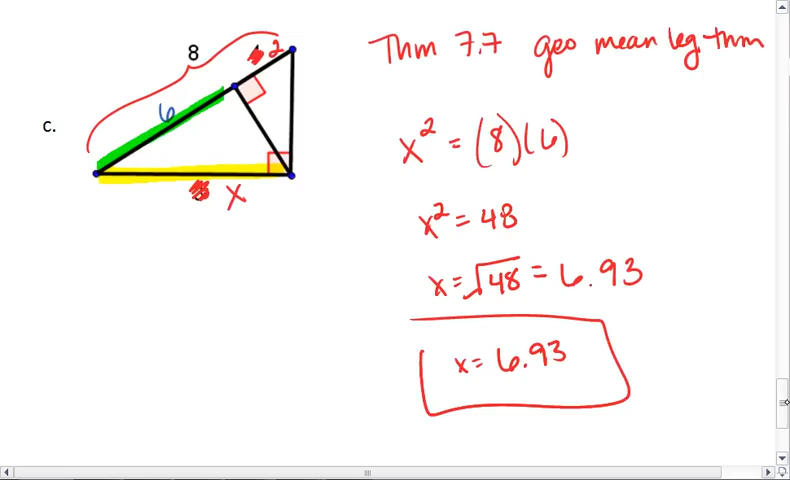 8
2
6
c.
x
Thm 7.7 geo mean leg thm
x² = (8)(6)
x² = 48
x = √48 = 6.93
x = 6.93